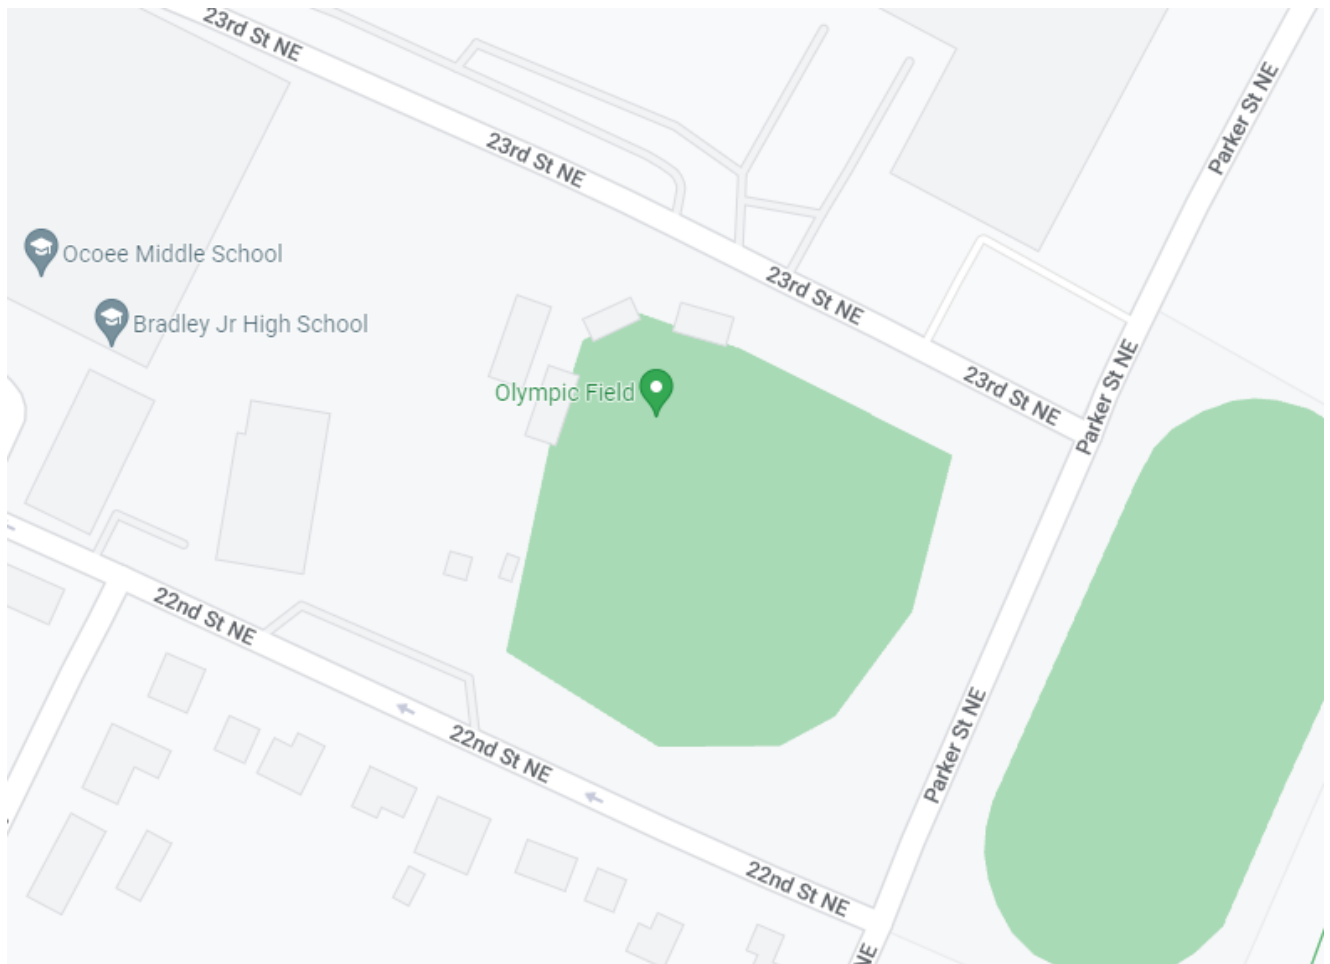 23rd St NE
Parker St NE
23rd St NE
Ocoee Middle School
23rd St NE
Bradley Jr High School
Parker St NE
23rd St NE
Olympic Field
22nd St NE
Parker St NE
22nd St NE
22nd St NE
NE